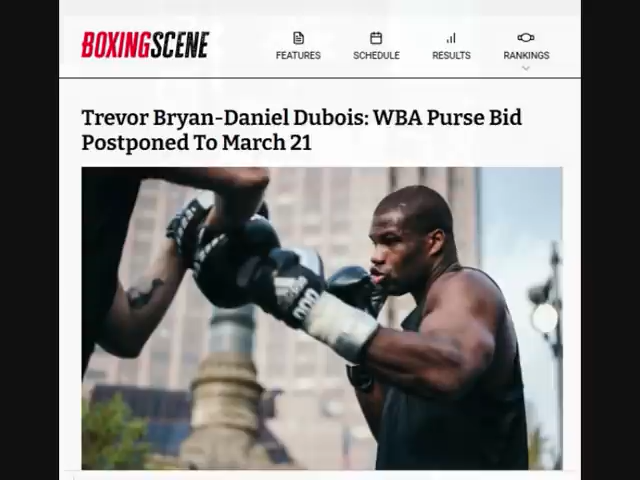 BOXINGSCENE
FEATURES
SCHEDULE
RESULTS
RANKINGS
Trevor Bryan-Daniel Dubois: WBA Purse Bid
Postponed To March 21